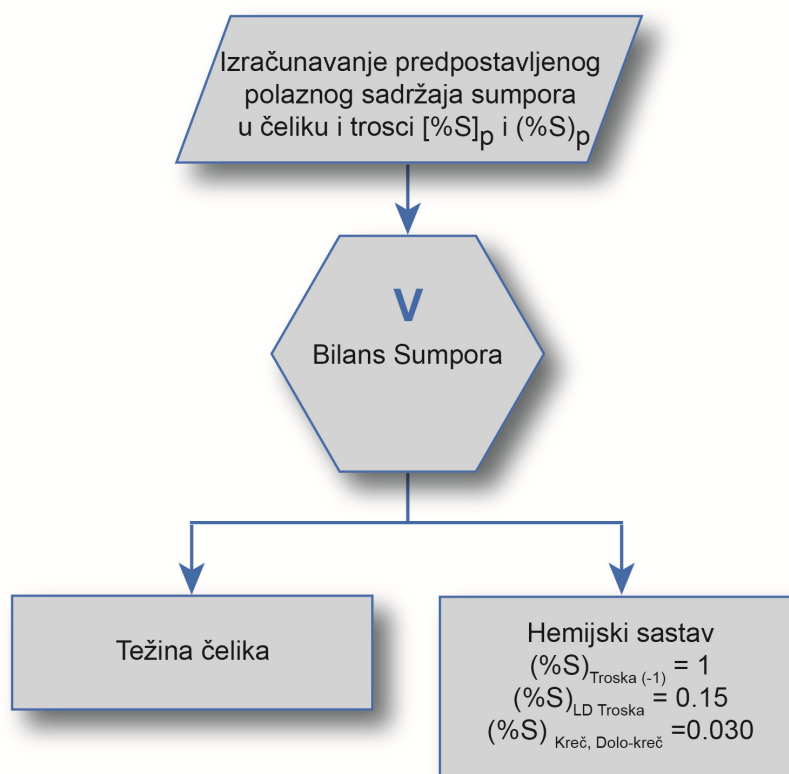 Izračunavanje predpostavljenog
polaznog sadržaja sumpora
u čeliku i trosci [%S]p i (%S)p
V
Bilans Sumpora
Težina čelika
Hemijski sastav
(%S)Troska (-1) = 1
(%S)LD Troska = 0.15
(%S) Kreč, Dolo-kreč =0.030